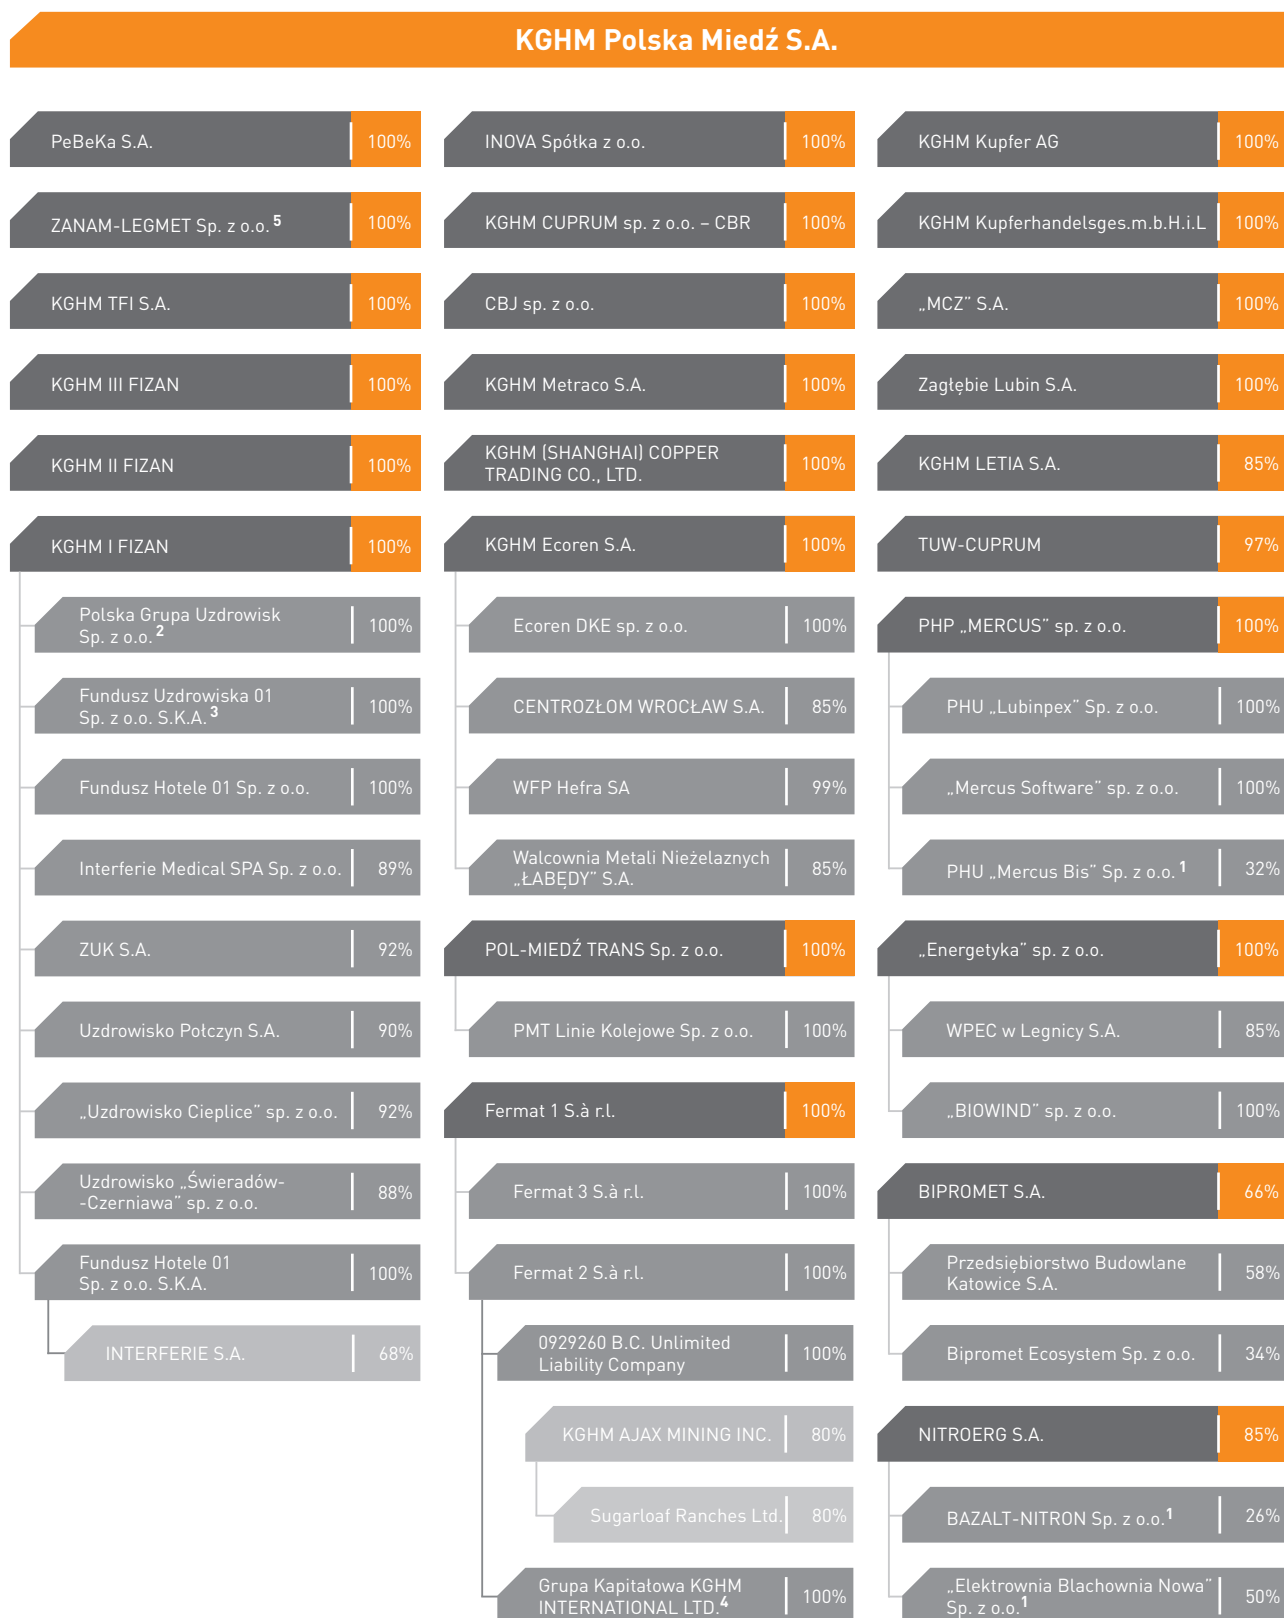 KGHM Polska Miedź S.A.
PeBeKa S.A. 100%
ZANAM-LEGMET Sp. z o.o. 5 100%
KGHM TFI S.A. 100%
KGHM III FIZAN 100%
KGHM II FIZAN 100%
KGHM I FIZAN 100%
Polska Grupa Uzdrowisk
Sp. z o.o. 2 100%
Fundusz Uzdrowiska 01
Sp. z o.o. S.K.A. 3 100%
Fundusz Hotele 01 Sp. z o.o. 100%
Interferie Medical SPA Sp. z o.o. 89%
ZUK S.A. 92%
Uzdrowisko Połczyn S.A. 90%
„Uzdrowisko Cieplice” sp. z o.o. 92%
Uzdrowisko „Świeradów-
-Czerniawa” sp. z o.o. 88%
Fundusz Hotele 01
Sp. z o.o. S.K.A. 100%
INTERFERIE S.A. 68%
INOVA Spółka z o.o. 100%
KGHM CUPRUM sp. z o.o. – CBR 100%
CBJ sp. z o.o. 100%
KGHM Metraco S.A. 100%
KGHM (SHANGHAI) COPPER
TRADING CO., LTD. 100%
KGHM Ecoren S.A. 100%
Ecoren DKE sp. z o.o. 100%
CENTROZŁOM WROCŁAW S.A. 85%
WFP Hefra SA 99%
Walcownia Metali Nieżelaznych
„ŁABĘDY” S.A. 85%
POL-MIEDŹ TRANS Sp. z o.o. 100%
PMT Linie Kolejowe Sp. z o.o. 100%
Fermat 1 S.à r.l. 100%
Fermat 3 S.à r.l. 100%
Fermat 2 S.à r.l. 100%
0929260 B.C. Unlimited
Liability Company 100%
KGHM AJAX MINING INC. 80%
Sugarloaf Ranches Ltd. 80%
Grupa Kapitałowa KGHM
INTERNATIONAL LTD. 4 100%
KGHM Kupfer AG 100%
KGHM Kupferhandelsges.m.b.H.i.L 100%
„MCZ” S.A. 100%
Zagłębie Lubin S.A. 100%
KGHM LETIA S.A. 85%
TUW-CUPRUM 97%
PHP „MERCUS” sp. z o.o. 100%
PHU „Lubinpex” Sp. z o.o. 100%
„Mercus Software” sp. z o.o. 100%
PHU „Mercus Bis” Sp. z o.o. 1 32%
„Energetyka” sp. z o.o. 100%
WPEC w Legnicy S.A. 85%
„BIOWIND” sp. z o.o. 100%
BIPROMET S.A. 66%
Przedsiębiorstwo Budowlane
Katowice S.A. 58%
Bipromet Ecosystem Sp. z o.o. 34%
NITROERG S.A. 85%
BAZALT-NITRON Sp. z o.o. 1 26%
„Elektrownia Blachownia Nowa”
Sp. z o.o. 1 50%